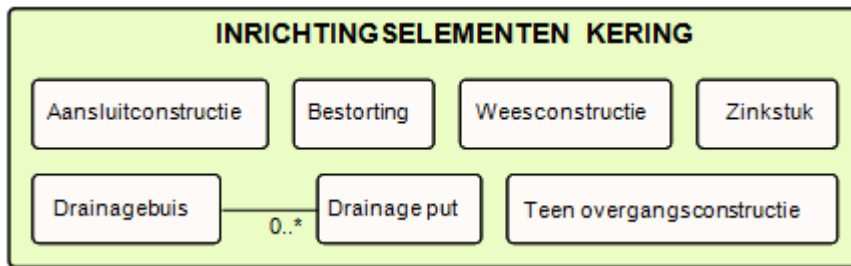 INRICHTINGSELEMENTEN KERING
Aansluitconstructie
Bestorting
Weesconstructie
Zinkstuk
Drainagebuis
0..*
Drainage put
Teen overgangsconstructie